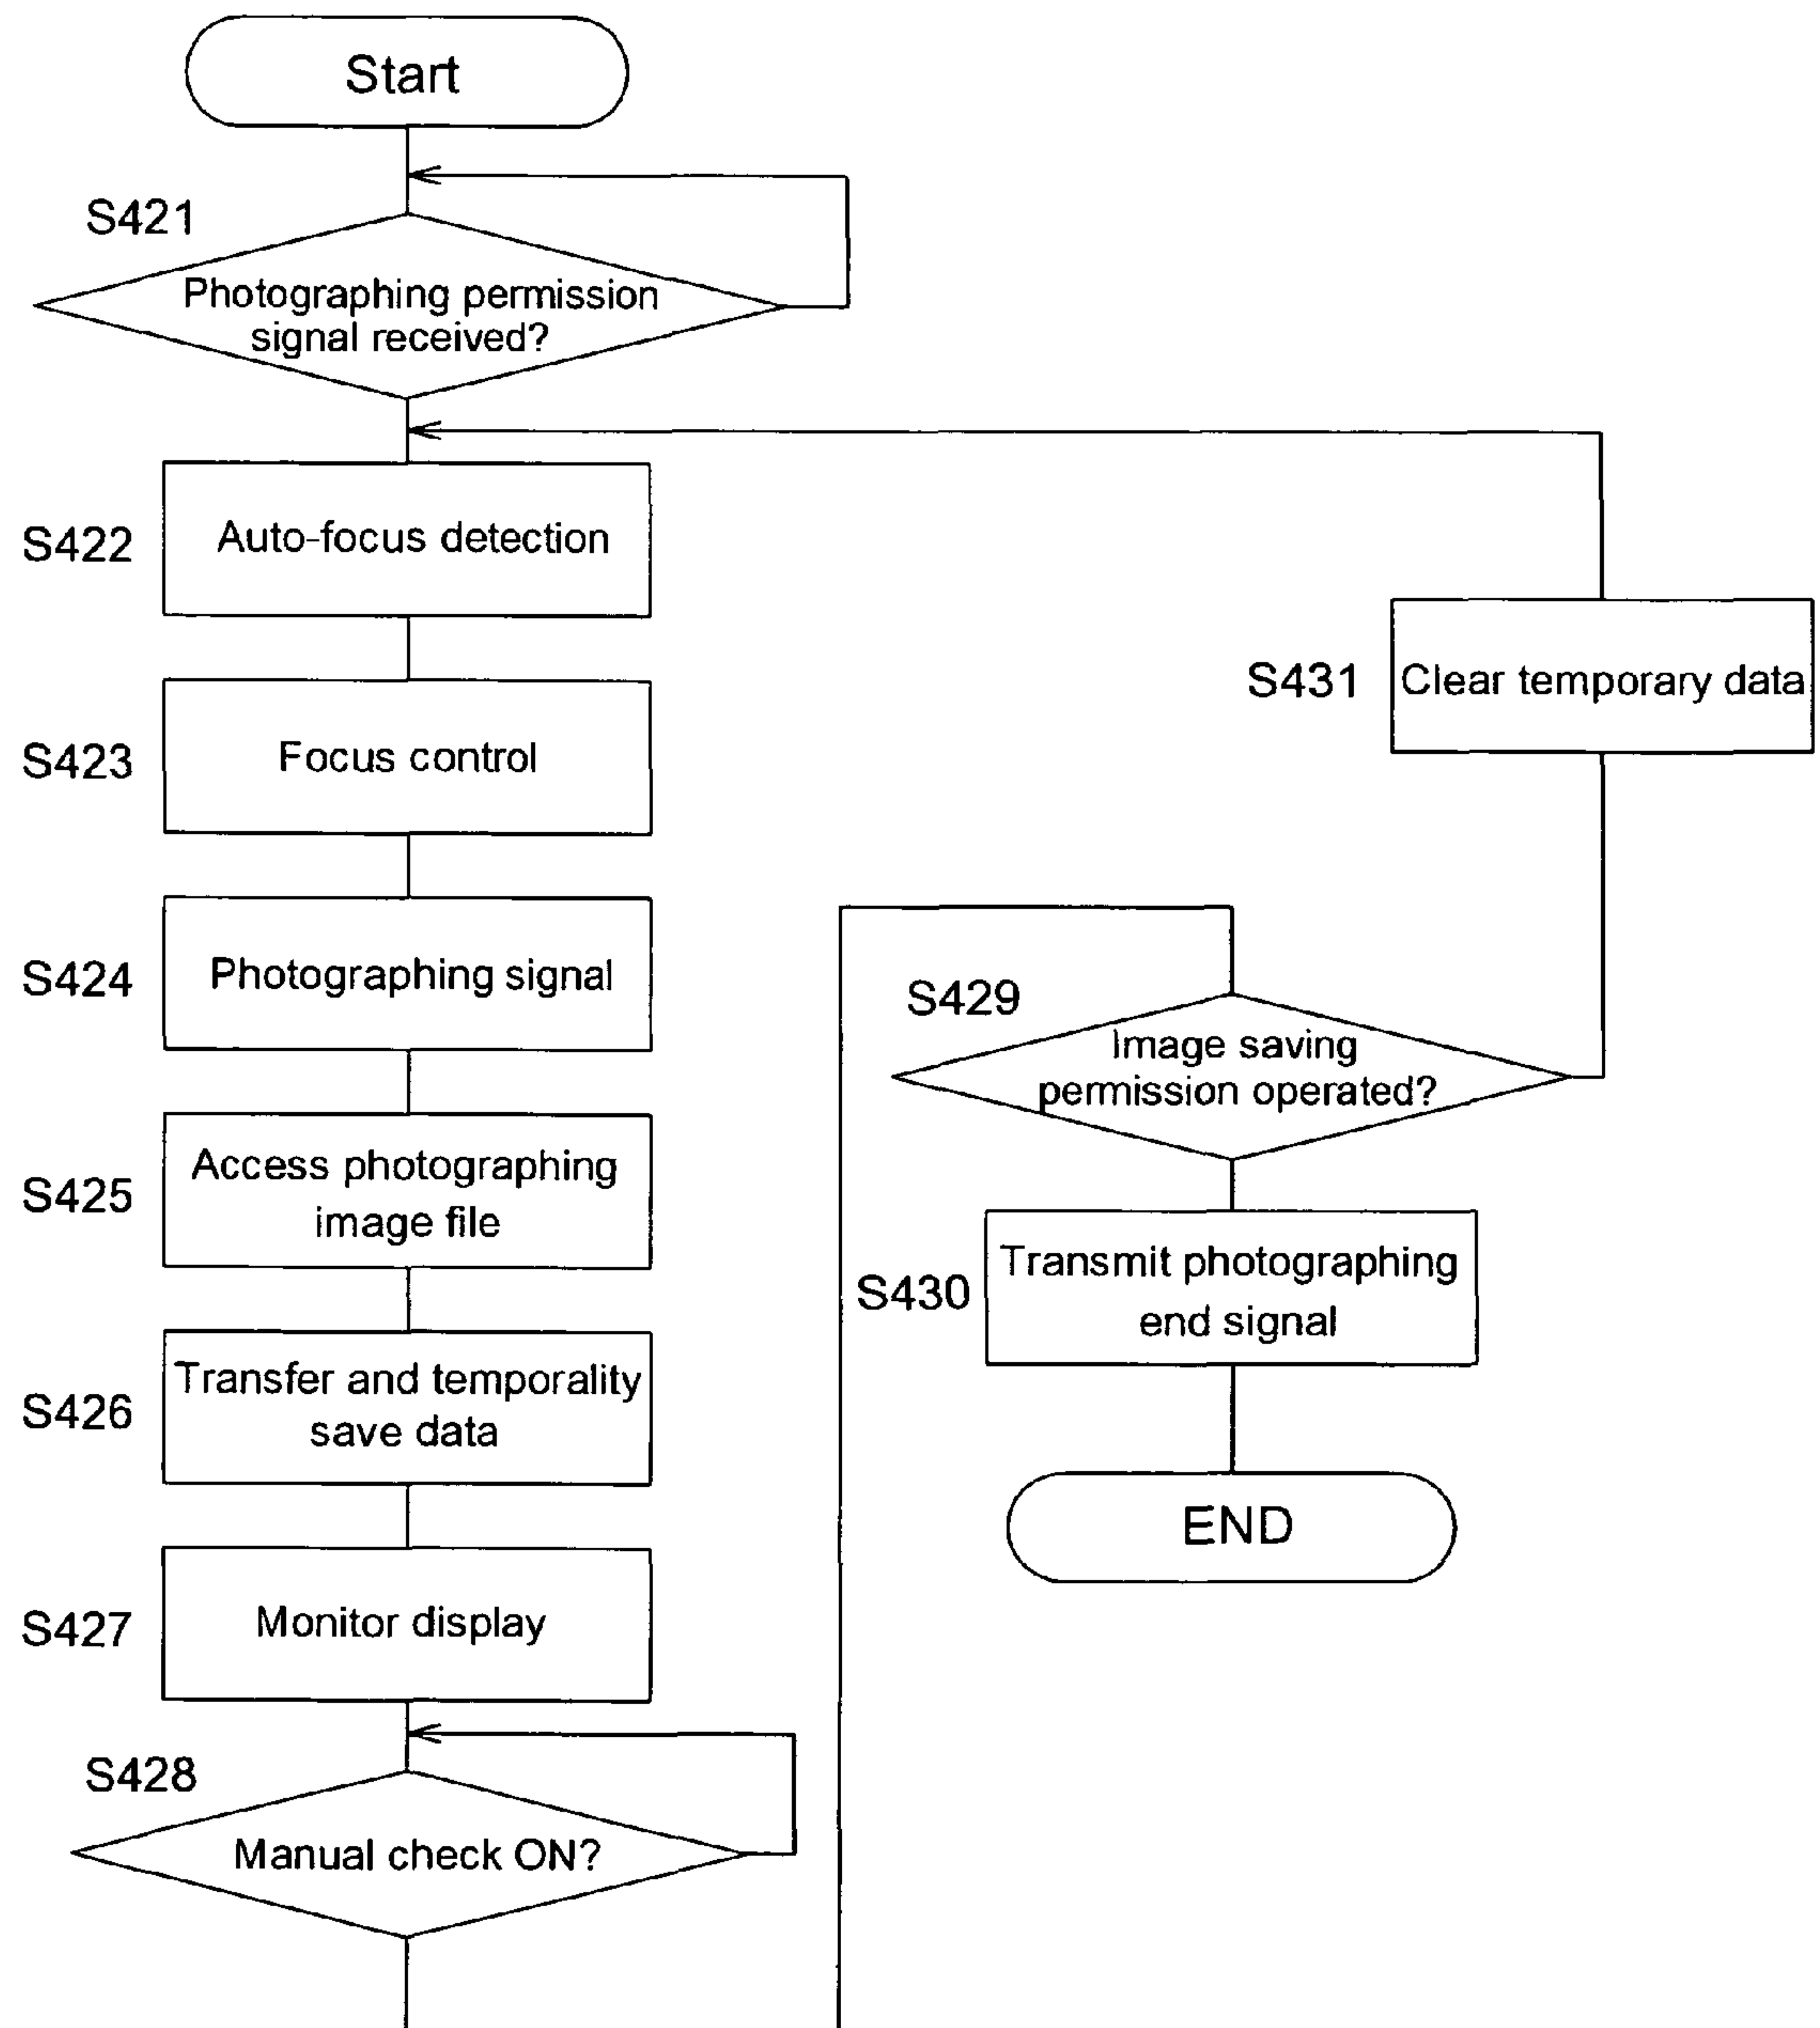 Start
S421
Photographing permission
signal received?
S422
Auto-focus detection
S423
Focus control
S424
Photographing signal
S425
Access photographing
image file
S426
Transfer and temporality
save data
S427
Monitor display
S428
Manual check ON?
S429
Image saving
permission operated?
S430
Transmit photographing
end signal
END
S431
Clear temporary data